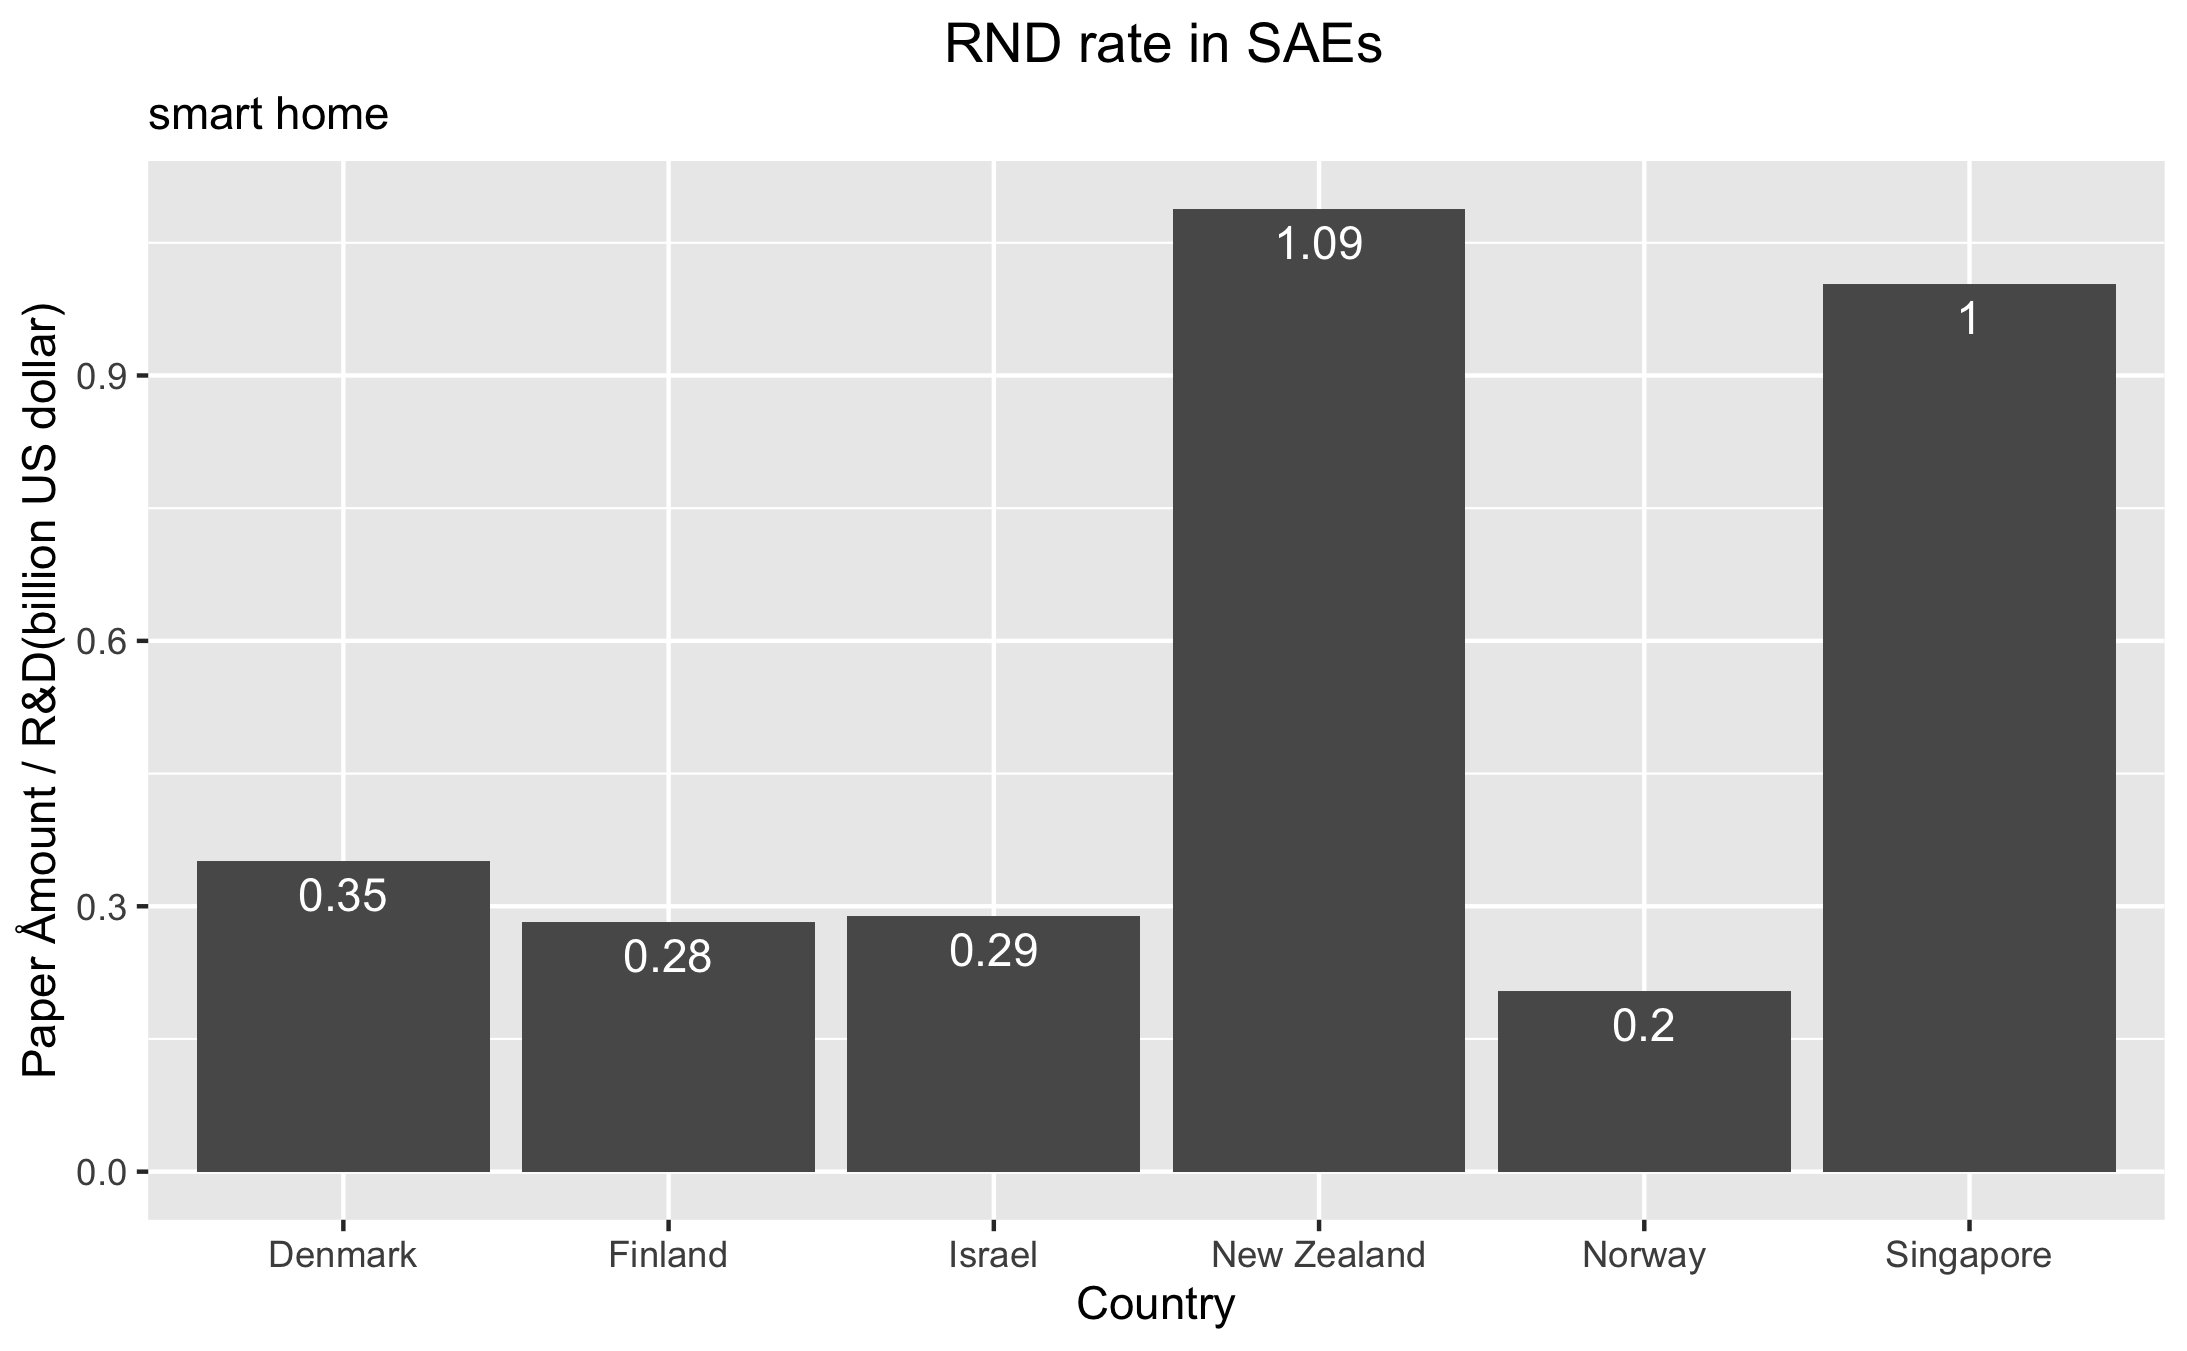 RND rate in SAEs
smart home
Paper Åmount / R&D(billion US dollar)
0.9
0.6
0.3
0.0
0.35
0.28
0.29
1.09
0.2
1
Denmark
Finland
Israel
New Zealand
Norway
Singapore
Country